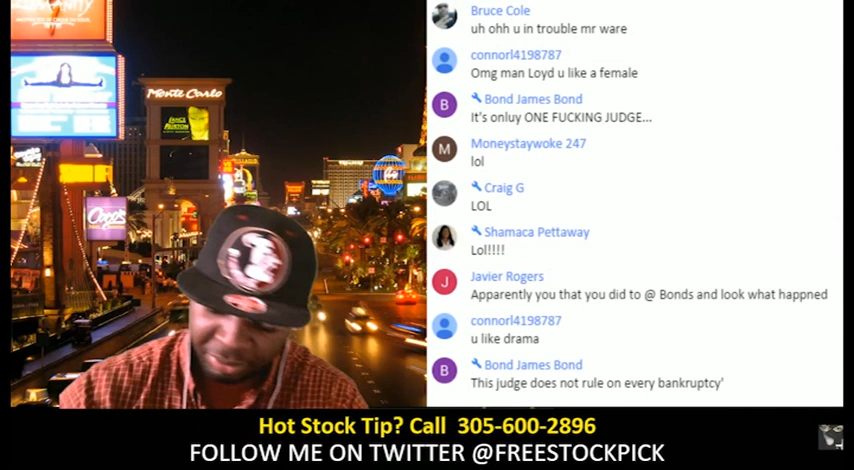 Monte Carlo
LANCE
BURTON
Bruce Cole
uh ohh u in trouble mr ware
connorl4198787
Omg man Loyd u like a female
B
Bond James Bond
It's onluy ONE FUCKING JUDGE...
M
Moneystaywoke 247
lol
Craig G
LOL
Shamaca Pettaway
Lol!!!!
J
Javier Rogers
Apparently you that you did to @ Bonds and look what happned
connorl4198787
u like drama
B
Bond James Bond
This judge does not rule on every bankruptcy'
Hot Stock Tip? Call 305-600-2896
FOLLOW ME ON TWITTER @FREESTOCKPICK